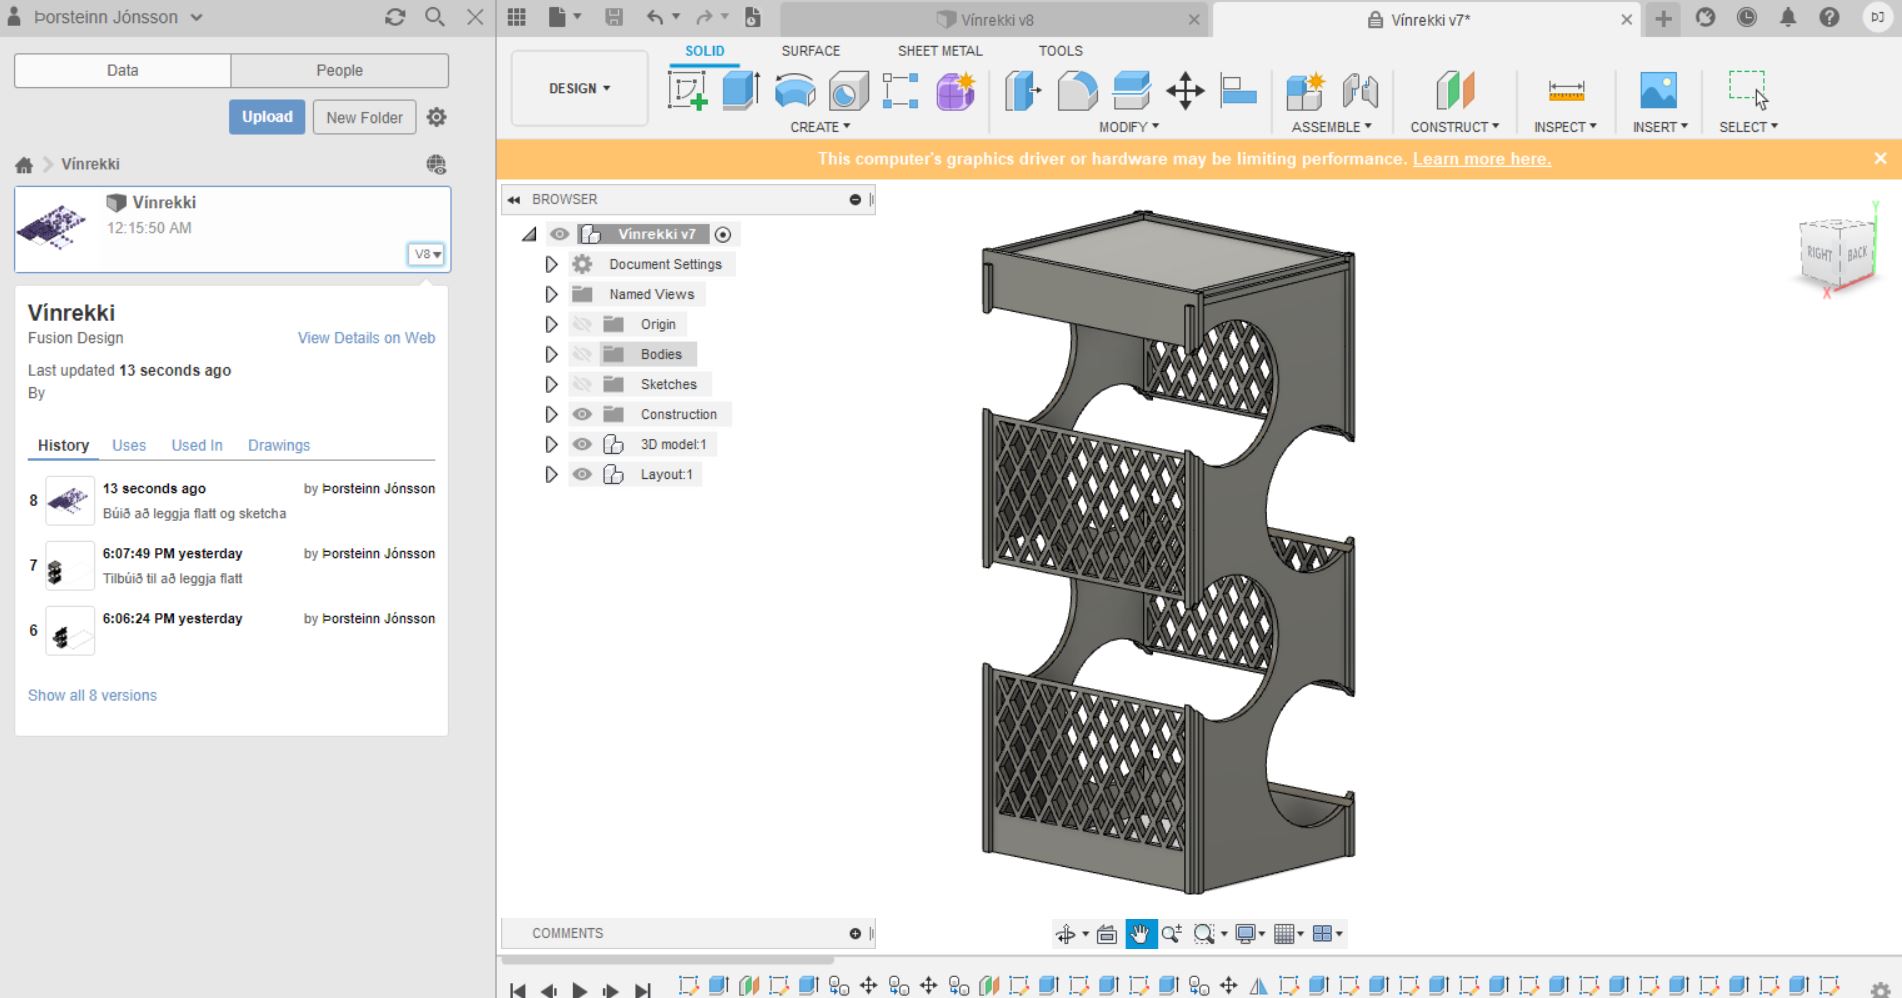 Þorsteinn Jónsson
Data
People
Upload
New Folder
Vínrekki
Vínrekki
12:15:50 AM
V8
Vínrekki
Fusion Design
View Details on Web
Last updated 13 seconds ago
By
History
Uses
Used In
Drawings
8
13 seconds ago
by Þorsteinn Jónsson
Búið að leggja flatt og sketcha
7
6:07:49 PM yesterday
by Þorsteinn Jónsson
Tilbúið til að leggja flatt
6
6:06:24 PM yesterday
by Þorsteinn Jónsson
Show all 8 versions
Vínrekki v8
Vínrekki v7*
ÞJ
DESIGN
SOLID
SURFACE
SHEET METAL
TOOLS
CREATE
MODIFY
ASSEMBLE
CONSTRUCT
INSPECT
INSERT
SELECT
This computer's graphics driver or hardware may be limiting performance. Learn more here.
BROWSER
Vinrekki v7
Document Settings
Named Views
Origin
Bodies
Sketches
Construction
3D model:1
Layout:1
Y
RIGHT
BACK
X
COMMENTS